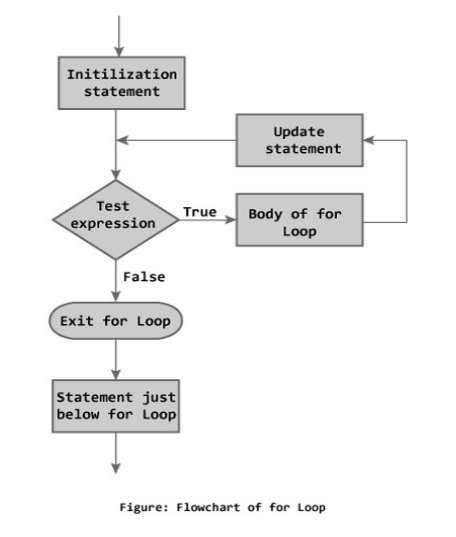 Initilization
statement
Update
statement
Test
expression
True
Body of for
Loop
False
Exit for Loop
Statement just
below for Loop
Figure: Flowchart of for Loop